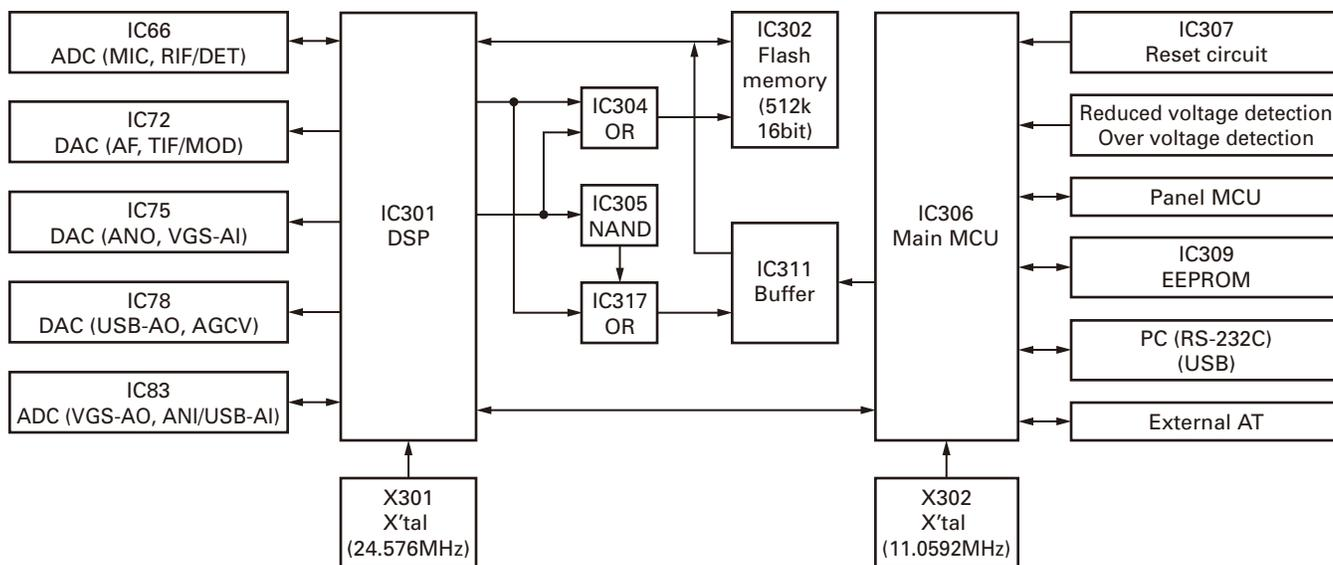 IC66
ADC (MIC, RIF/DET)
IC72
DAC (AF, TIF/MOD)
IC75
DAC (ANO, VGS-AI)
IC78
DAC (USB-AO, AGCV)
IC83
ADC (VGS-AO, ANI/USB-AI)
IC301
DSP
X301
X'tal
(24.576MHz)
IC304
OR
IC305
NAND
IC317
OR
IC302
Flash
memory
(512k
16bit)
IC311
Buffer
IC306
Main MCU
X302
X'tal
(11.0592MHz)
IC307
Reset circuit
Reduced voltage detection
Over voltage detection
Panel MCU
IC309
EEPROM
PC (RS-232C)
(USB)
External AT